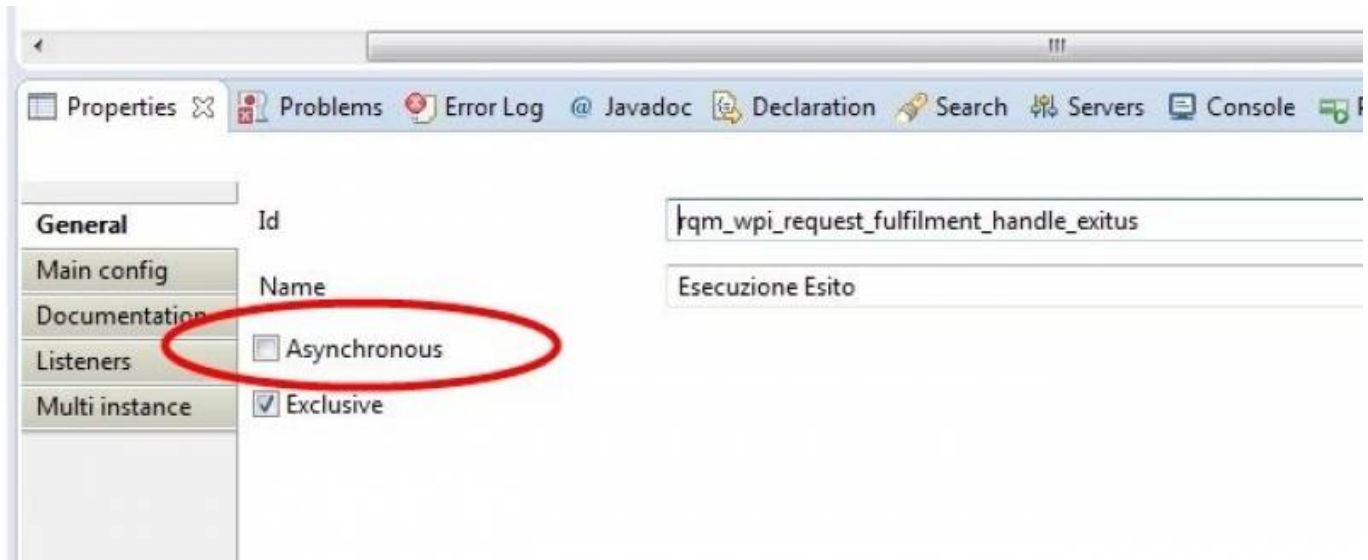 Properties Problems Error Log @ Javadoc Declaration Search Servers Console
General
Id
rqm_wpi_request_fulfilment_handle_exitus
Main config
Name
Esecuzione Esito
Documentation
Asynchronous
Listeners
Multi instance
Exclusive